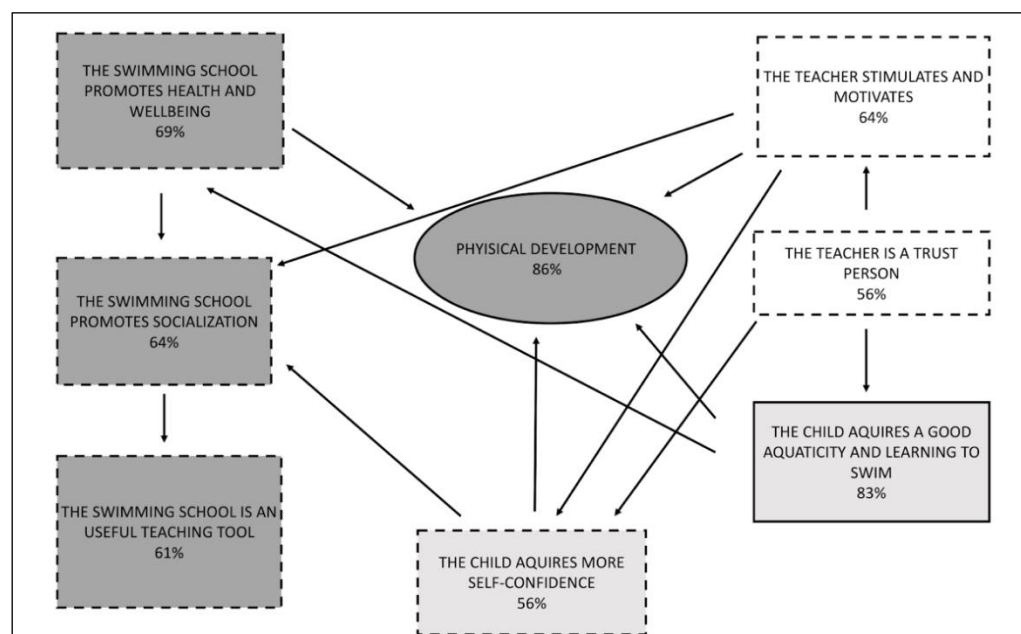 THE SWIMMING SCHOOL
PROMOTES HEALTH AND
WELLBEING
69%
THE TEACHER STIMULATES AND
MOTIVATES
64%
PHYISICAL DEVELOPMENT
86%
THE TEACHER IS A TRUST
PERSON
56%
THE SWIMMING SCHOOL
PROMOTES SOCIALIZATION
64%
THE CHILD AQUIRES A GOOD
AQUATICITY AND LEARNING TO
SWIM
83%
THE SWIMMING SCHOOL IS AN
USEFUL TEACHING TOOL
61%
THE CHILD AQUIRES MORE
SELF-CONFIDENCE
56%